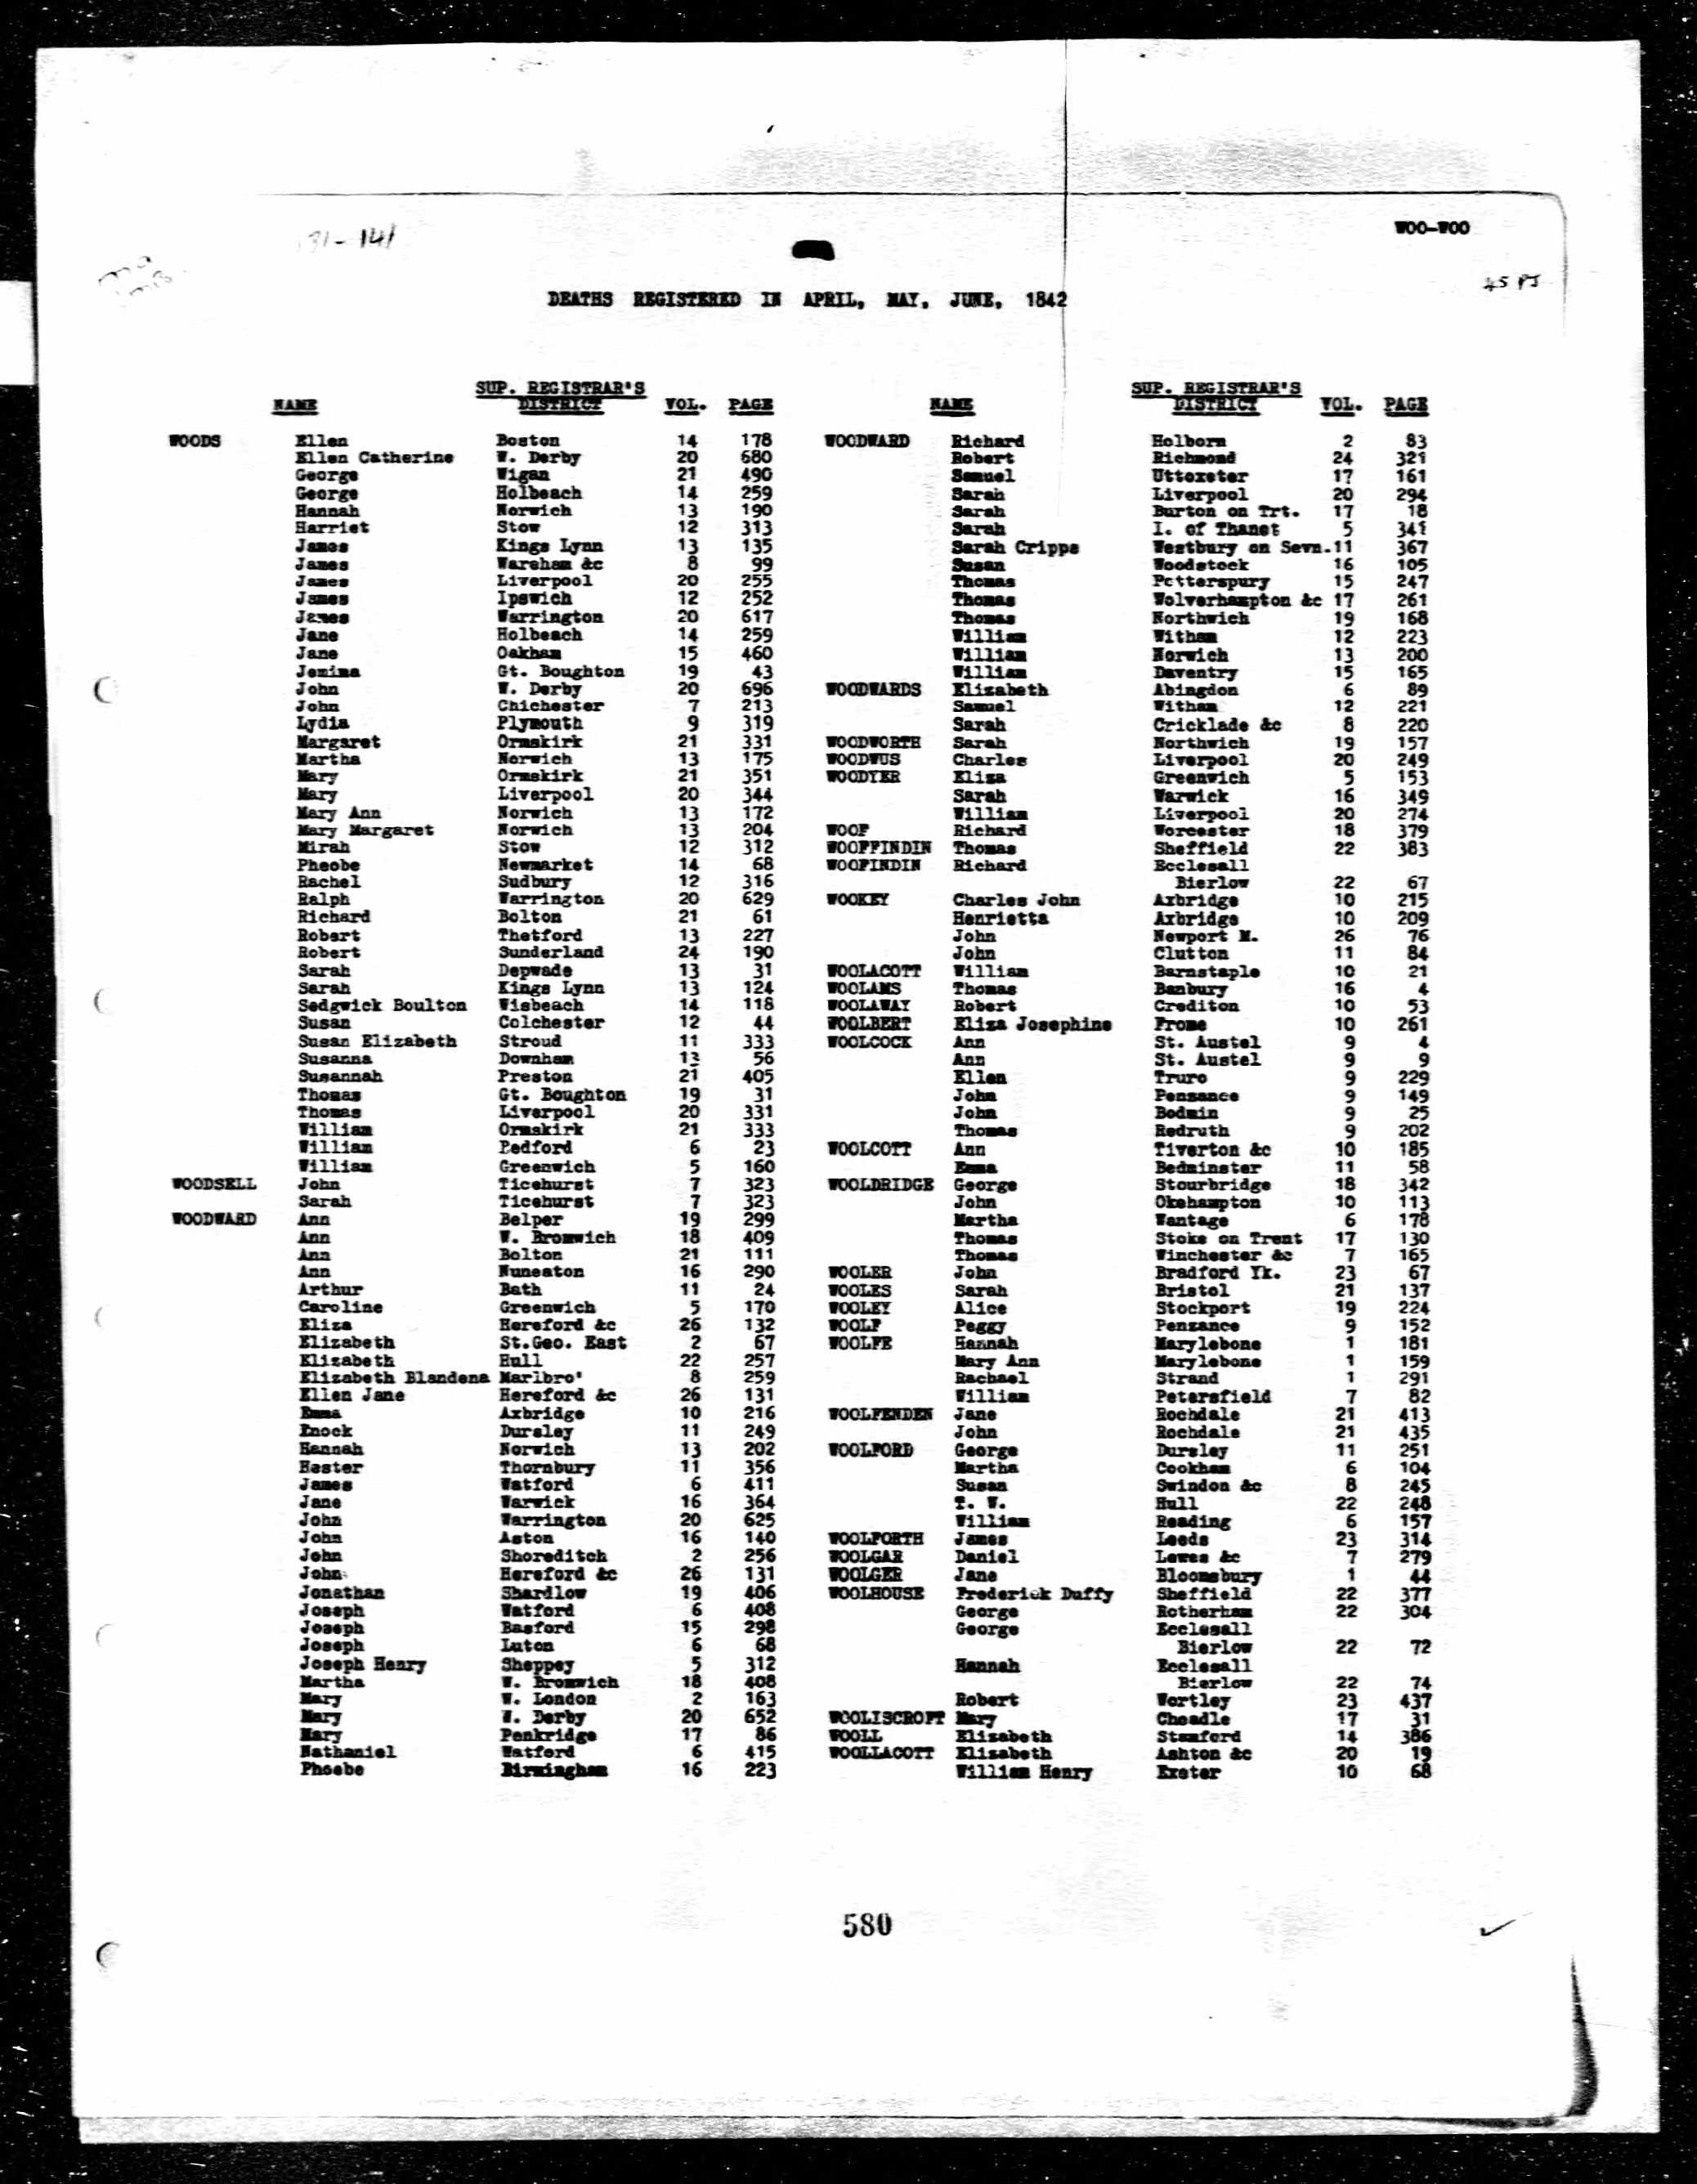 31-141
WOO-WOO
45 PJ
DEATHS REGISTERED IN APRIL, MAY, JUNE, 1842
NAME SUP. REGISTRAR'S DISTRICT VOL. PAGE
WOODS Ellen Boston 14 178
Ellen Catherine W. Derby 20 680
George Wigan 21 490
George Holbeach 14 259
Hannah Norwich 13 190
Harriet Stow 12 313
James Kings Lynn 13 135
James Wareham &c 8 99
James Liverpool 20 255
James Ipswich 12 252
James Warrington 20 617
Jane Holbeach 14 259
Jane Oakham 15 460
Jemima Gt. Boughton 19 43
John W. Derby 20 696
John Chichester 7 213
Lydia Plymouth 9 319
Margaret Ormskirk 21 331
Martha Norwich 13 175
Mary Ormskirk 21 351
Mary Liverpool 20 344
Mary Ann Norwich 13 172
Mary Margaret Norwich 13 204
Mirah Stow 12 312
Pheobe Newmarket 14 68
Rachel Sudbury 12 316
Ralph Warrington 20 629
Richard Bolton 21 61
Robert Thetford 13 227
Robert Sunderland 24 190
Sarah Depwade 13 31
Sarah Kings Lynn 13 124
Sedgwick Boulton Wisbeach 14 118
Susan Colchester 12 44
Susan Elizabeth Stroud 11 333
Susanna Downham 13 56
Susannah Preston 21 405
Thomas Gt. Boughton 19 31
Thomas Liverpool 20 331
William Ormskirk 21 333
William Bedford 6 23
William Greenwich 5 160
WOODSELL John Ticehurst 7 323
Sarah Ticehurst 7 323
WOODWARD Ann Belper 19 299
Ann W. Bromwich 18 409
Ann Bolton 21 111
Ann Nuneaton 16 290
Arthur Bath 11 24
Caroline Greenwich 5 170
Eliza Hereford &c 26 132
Elizabeth St.Geo. East 2 67
Elizabeth Hull 22 257
Elizabeth Blandena Marlbro' 8 259
Ellen Jane Hereford &c 26 131
Emma Axbridge 10 216
Enock Dursley 11 249
Hannah Norwich 13 202
Hester Thornbury 11 356
James Watford 6 411
Jane Warwick 16 364
John Warrington 20 625
John Aston 16 140
John Shoreditch 2 256
John Hereford &c 26 131
Jonathan Shardlow 19 406
Joseph Watford 6 408
Joseph Basford 15 298
Joseph Luton 6 68
Joseph Henry Sheppey 5 312
Martha W. Bromwich 18 408
Mary W. London 2 163
Mary W. Derby 20 652
Mary Penkridge 17 86
Nathaniel Watford 6 415
Phoebe Birmingham 16 223
NAME SUP. REGISTRAR'S DISTRICT VOL. PAGE
WOODWARD Richard Holborn 2 83
Robert Richmond 24 321
Samuel Uttoxeter 17 161
Sarah Liverpool 20 294
Sarah Burton on Trt. 17 18
Sarah I. of Thanet 5 341
Sarah Cripps Westbury on Sevn.11 367
Susan Woodstock 16 105
Thomas Potterspury 15 247
Thomas Wolverhampton &c 17 261
Thomas Northwich 19 168
William Witham 12 223
William Norwich 13 200
William Daventry 15 165
WOODWARDS Elizabeth Abingdon 6 89
Samuel Witham 12 221
Sarah Cricklade &c 8 220
WOODWORTH Sarah Northwich 19 157
WOODWUS Charles Liverpool 20 249
WOODYER Eliza Greenwich 5 153
Sarah Warwick 16 349
William Liverpool 20 274
WOOF Richard Worcester 18 379
WOOFFINDIN Thomas Sheffield 22 383
WOOFINDIN Richard Ecclesall
Bierlow 22 67
WOOKEY Charles John Axbridge 10 215
Henrietta Axbridge 10 209
John Newport M. 26 76
John Clutton 11 84
WOOLACOTT William Barnstaple 10 21
WOOLAMS Thomas Banbury 16 4
WOOLAWAY Robert Crediton 10 53
WOOLBERT Eliza Josephine Frome 10 261
WOOLCOCK Ann St. Austel 9 4
Ann St. Austel 9 9
Ellen Truro 9 229
John Penzance 9 149
John Bodmin 9 25
Thomas Redruth 9 202
WOOLCOTT Ann Tiverton &c 10 185
Emma Bedminster 11 58
WOOLDRIDGE George Stourbridge 18 342
John Okehampton 10 113
Martha Wantage 6 178
Thomas Stoke on Trent 17 130
Thomas Winchester &c 7 165
WOOLER John Bradford Yk. 23 67
WOOLES Sarah Bristol 21 137
WOOLEY Alice Stockport 19 224
WOOLF Peggy Penzance 9 152
WOOLFE Hannah Marylebone 1 181
Mary Ann Marylebone 1 159
Rachael Strand 1 291
William Petersfield 7 82
WOOLFENDEN Jane Rochdale 21 413
John Rochdale 21 435
WOOLFORD George Dursley 11 251
Martha Cookham 6 104
Susan Swindon &c 8 245
T. W. Hull 22 248
William Reading 6 157
WOOLFORTH James Leeds 23 314
WOOLGAR Daniel Lewes &c 7 279
WOOLGER Jane Bloomsbury 1 44
WOOLHOUSE Frederick Duffy Sheffield 22 377
George Rotherham 22 304
George Ecclesall
Bierlow 22 72
Hannah Ecclesall
Bierlow 22 74
Robert Wortley 23 437
WOOLISCROFT Mary Cheadle 17 31
WOOLL Elizabeth Stamford 14 386
WOOLLACOTT Elizabeth Ashton &c 20 19
William Henry Exeter 10 68
580